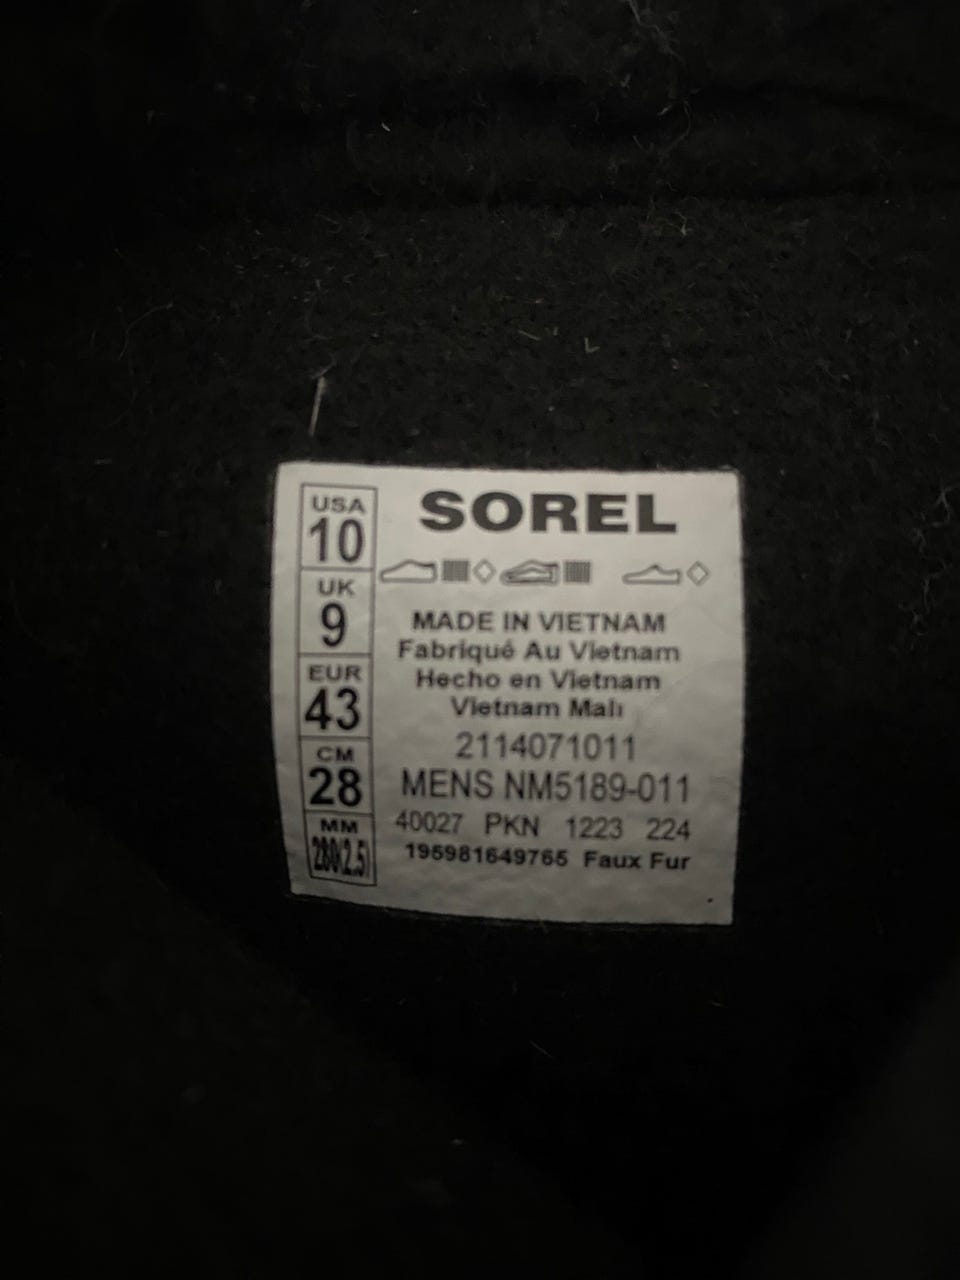 USA
10
UK
9
EUR
43
CM
28
MM
280(2.5)
SOREL
MADE IN VIETNAM
Fabriqué Au Vietnam
Hecho en Vietnam
Vietnam Malı
2114071011
MENS NM5189-011
40027 PKN 1223 224
195981649765 Faux Fur